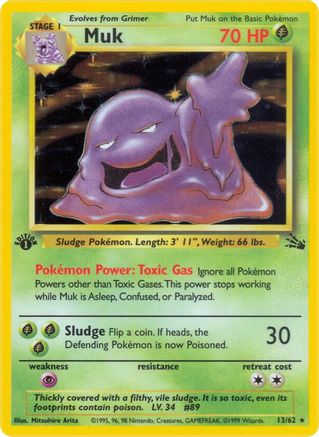 Evolves from Grimer
Put Muk on the Basic Pokémon
STAGE 1
Muk
70 HP
Sludge Pokémon. Length: 3' 11", Weight: 66 lbs.
Edition
1
Pokémon Power: Toxic Gas Ignore all Pokémon
Powers other than Toxic Gases. This power stops working
while Muk is Asleep, Confused, or Paralyzed.
Sludge Flip a coin. If heads, the
Defending Pokémon is now Poisoned.
30
weakness
resistance
retreat cost
Thickly covered with a filthy, vile sludge. It is so toxic, even its
footprints contain poison. LV. 34 #89
Illus. Mitsuhiro Arita
©1995, 96, 98 Nintendo, Creatures, GAMEFREAK. ©1999 Wizards.
13/62 ★